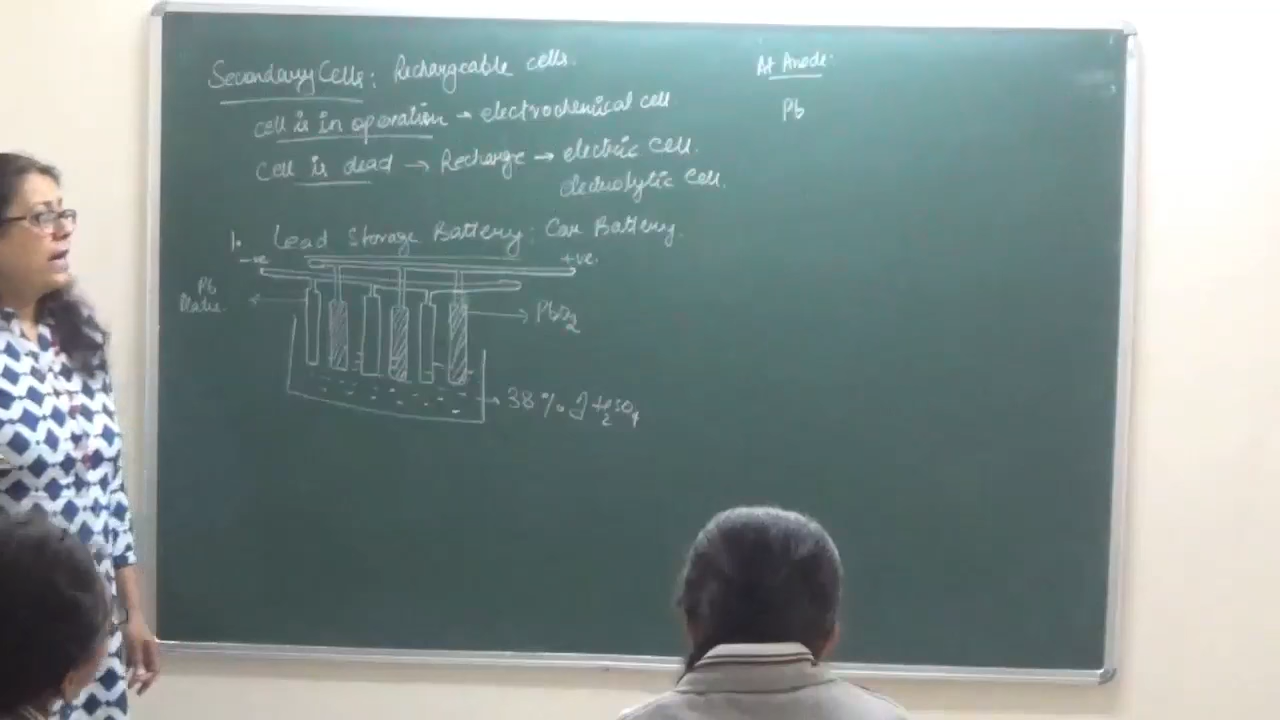 Secondary Cells: Rechargeable cells.
cell is in operation → electrochemical cell
cell is dead → Recharge → electric cell.
electrolytic cell.
1. Lead Storage Battery: Car Battery.
-ve +ve
Pb
Plates
PbO2
38% of H2SO4
At Anode:
Pb